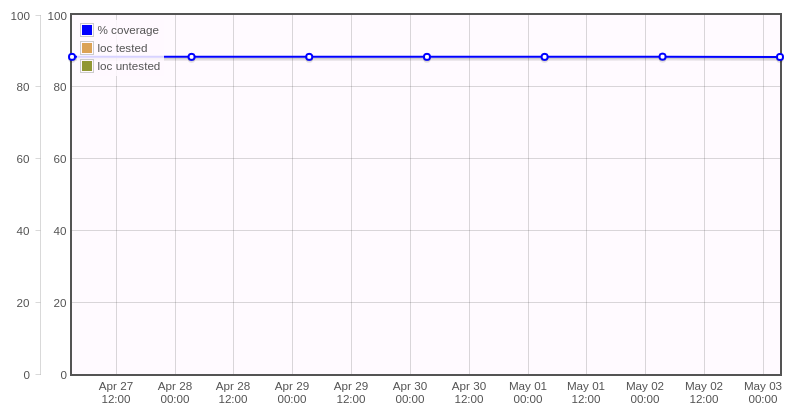 100 100
% coverage
loc tested
loc untested
80 80
60 60
40 40
20 20
0 0
Apr 27 Apr 28 Apr 28 Apr 29 Apr 29 Apr 30 Apr 30 May 01 May 01 May 02 May 02 May 03
12:00 00:00 12:00 00:00 12:00 00:00 12:00 00:00 12:00 00:00 12:00 00:00